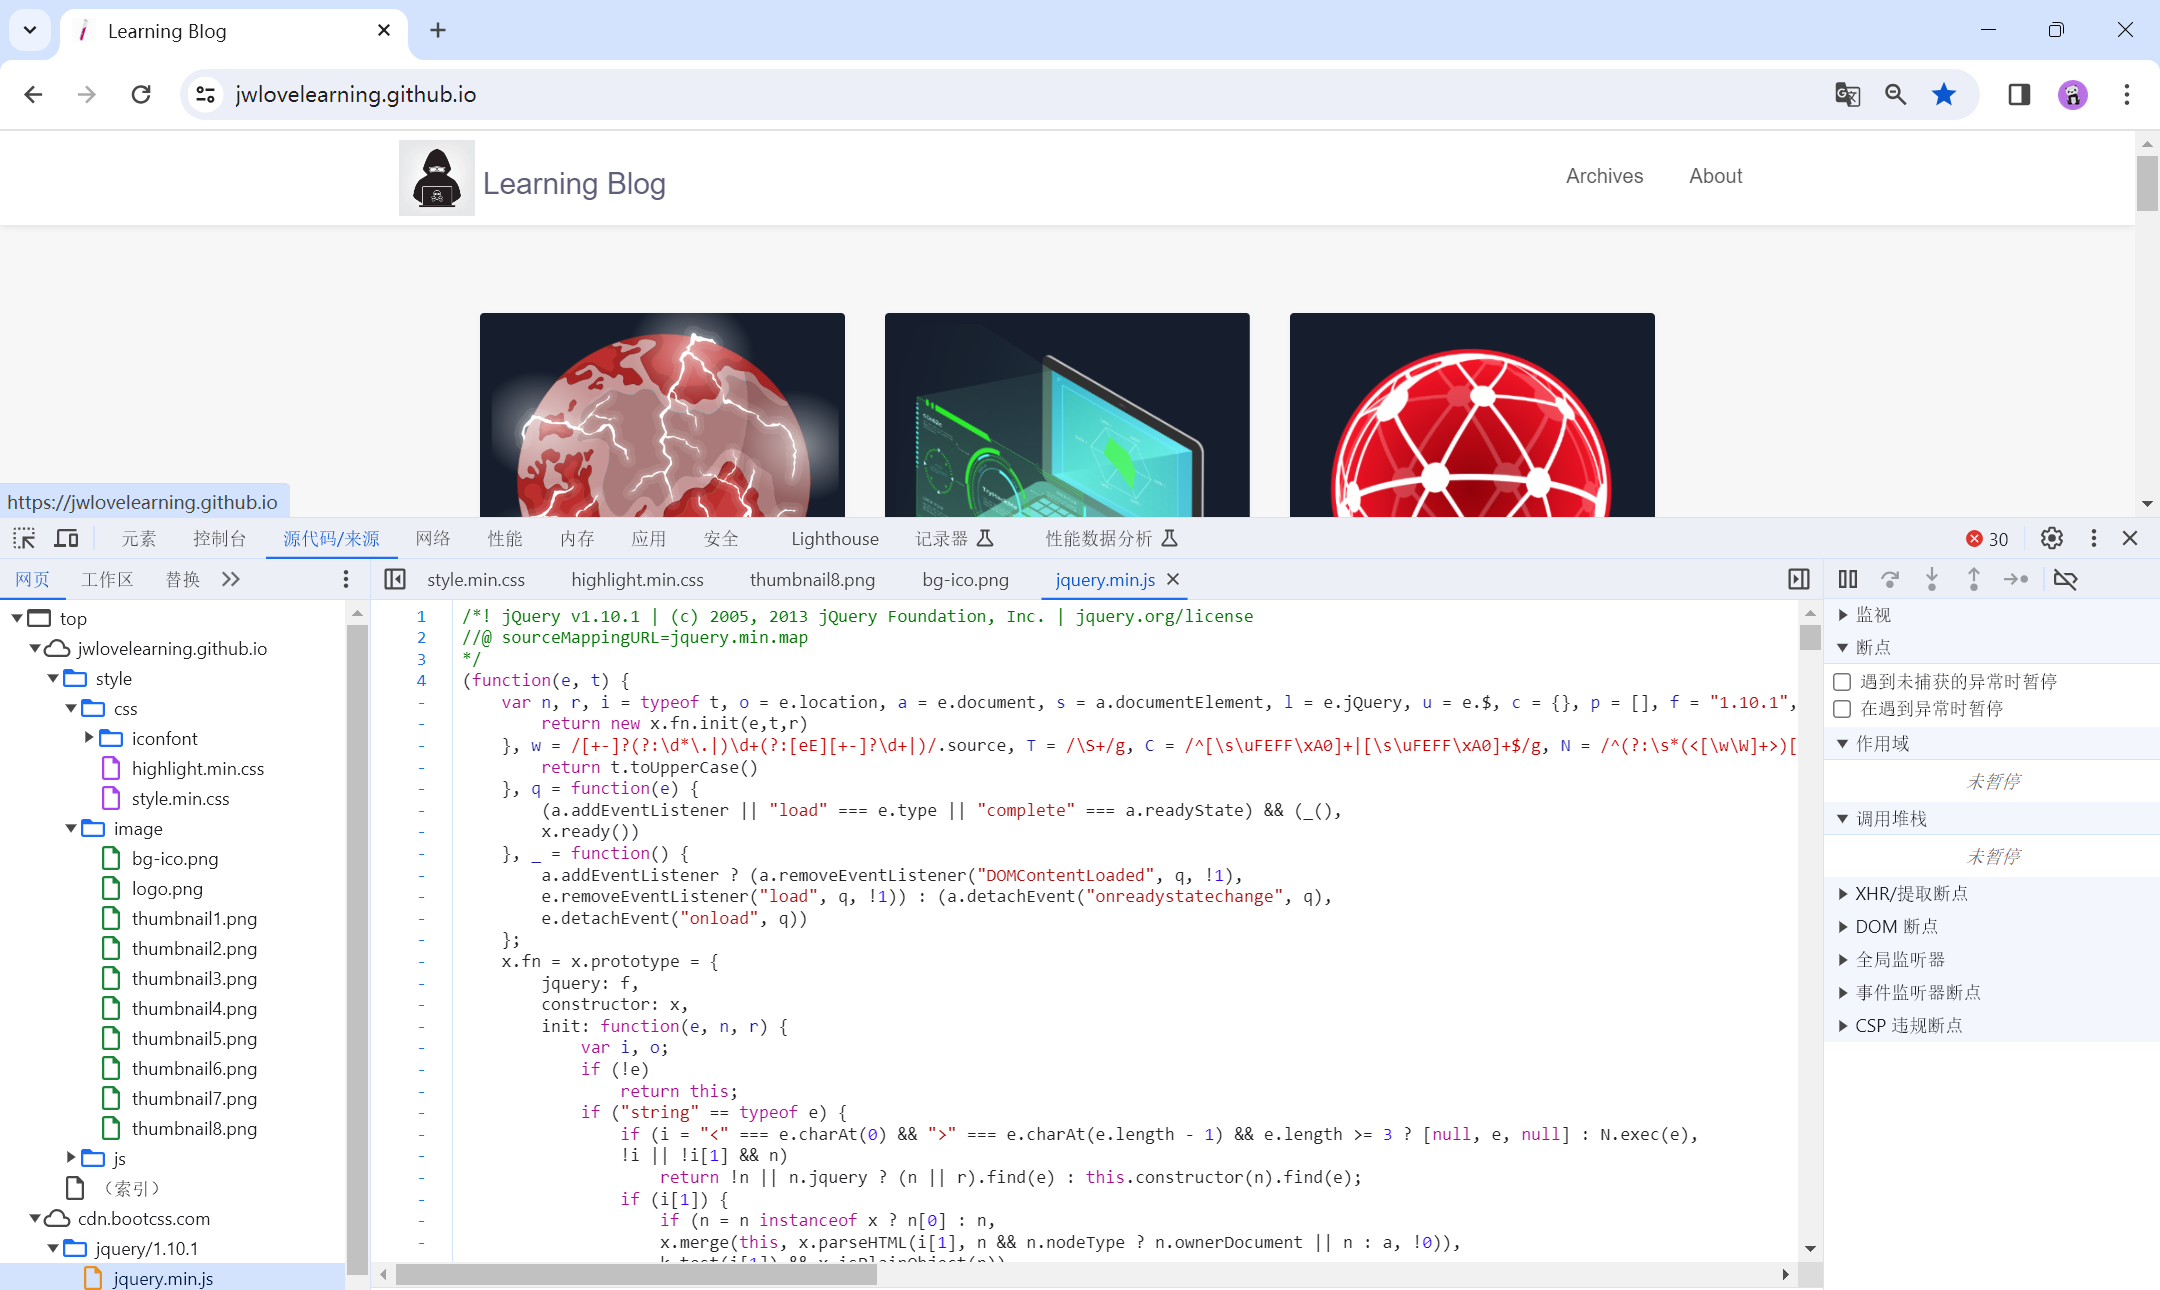 Learning Blog
jwlovelearning.github.io
Learning Blog
Archives
About
https://jwlovelearning.github.io
元素 控制台 源代码/来源 网络 性能 内存 应用 安全 Lighthouse 记录器 性能数据分析 30
网页 工作区 替换
style.min.css highlight.min.css thumbnail8.png bg-ico.png jquery.min.js
top
jwlovelearning.github.io
style
css
iconfont
highlight.min.css
style.min.css
image
bg-ico.png
logo.png
thumbnail1.png
thumbnail2.png
thumbnail3.png
thumbnail4.png
thumbnail5.png
thumbnail6.png
thumbnail7.png
thumbnail8.png
js
（索引）
cdn.bootcss.com
jquery/1.10.1
jquery.min.js
1 /*! jQuery v1.10.1 | (c) 2005, 2013 jQuery Foundation, Inc. | jquery.org/license
2 //@ sourceMappingURL=jquery.min.map
3 */
4 (function(e, t) {
- var n, r, i = typeof t, o = e.location, a = e.document, s = a.documentElement, l = e.jQuery, u = e.$, c = {}, p = [], f = "1.10.1",
- return new x.fn.init(e,t,r)
- }, w = /[+-]?(?:\d*\.|)\d+(?:[eE][+-]?\d+|)/.source, T = /\S+/g, C = /^[\s\uFEFF\xA0]+|[\s\uFEFF\xA0]+$/g, N = /^(?:\s*(<[\w\W]+>)[
- return t.toUpperCase()
- }, q = function(e) {
- (a.addEventListener || "load" === e.type || "complete" === a.readyState) && (_(),
- x.ready())
- }, _ = function() {
- a.addEventListener ? (a.removeEventListener("DOMContentLoaded", q, !1),
- e.removeEventListener("load", q, !1)) : (a.detachEvent("onreadystatechange", q),
- e.detachEvent("onload", q))
- };
- x.fn = x.prototype = {
- jquery: f,
- constructor: x,
- init: function(e, n, r) {
- var i, o;
- if (!e)
- return this;
- if ("string" == typeof e) {
- if (i = "<" === e.charAt(0) && ">" === e.charAt(e.length - 1) && e.length >= 3 ? [null, e, null] : N.exec(e),
- !i || !i[1] && n)
- return !n || n.jquery ? (n || r).find(e) : this.constructor(n).find(e);
- if (i[1]) {
- if (n = n instanceof x ? n[0] : n,
- x.merge(this, x.parseHTML(i[1], n && n.nodeType ? n.ownerDocument || n : a, !0)),
监视
断点
遇到未捕获的异常时暂停
在遇到异常时暂停
作用域
未暂停
调用堆栈
未暂停
XHR/提取断点
DOM 断点
全局监听器
事件监听器断点
CSP 违规断点